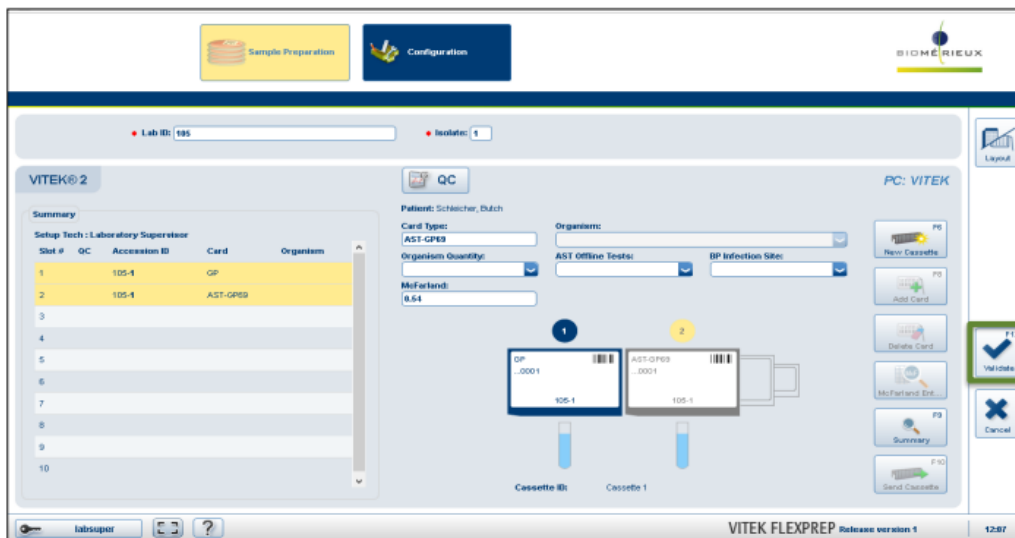 Sample Preparation
Configuration
BIOMÉRIEUX
Lab ID: 105
Isolate: 1
Layout
VITEK® 2
QC
PC: VITEK
Summary
Setup Tech : Laboratory Supervisor
Slot # QC Accession ID Card Organism
1 105-1 GP
2 105-1 AST-GP69
3
4
5
6
7
8
9
10
Patient: Schleicher, Butch
Card Type: Organism:
AST-GP69
Organism Quantity: AST Offline Tests: BP Infection Site:
McFarland:
0.54
1 2
GP AST-GP69
...0001 ...0001
105-1 105-1
Cassette ID: Cassette 1
F6
New Cassette
Add Card
Delete Card
McFarland Ent...
F9
Summary
F10
Send Cassette
Validate
Cancel
labsuper
?
VITEK FLEXPREP Release version 1
12:07